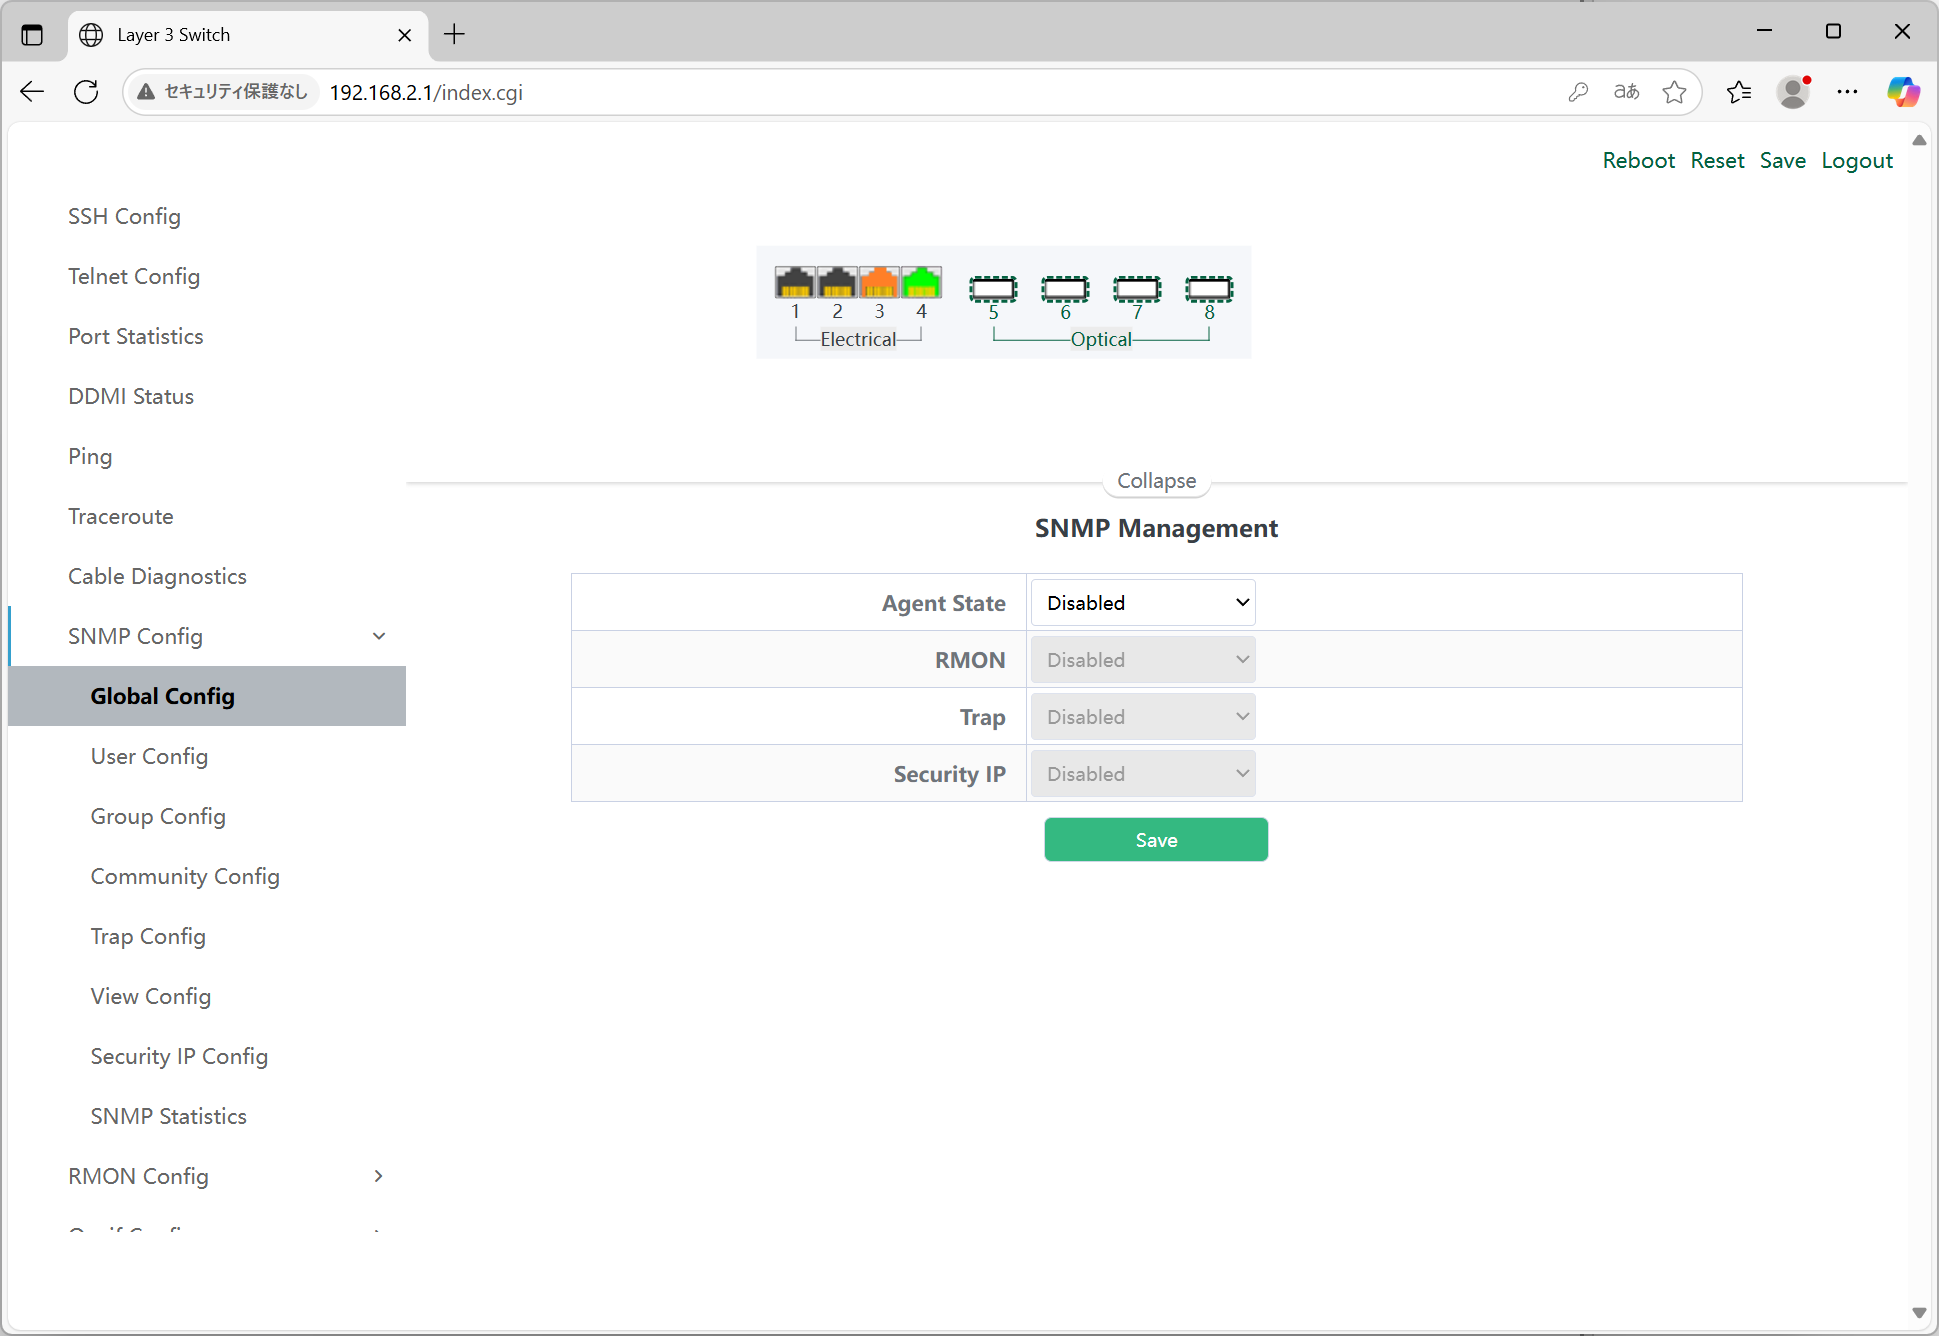 Layer 3 Switch
セキュリティ保護なし 192.168.2.1/index.cgi aあ
Reboot Reset Save Logout
SSH Config
Telnet Config
Port Statistics
DDMI Status
Ping
Traceroute
Cable Diagnostics
SNMP Config
Global Config
User Config
Group Config
Community Config
Trap Config
View Config
Security IP Config
SNMP Statistics
RMON Config
1 2 3 4 5 6 7 8
Electrical Optical
Collapse
SNMP Management
Agent State Disabled
RMON Disabled
Trap Disabled
Security IP Disabled
Save